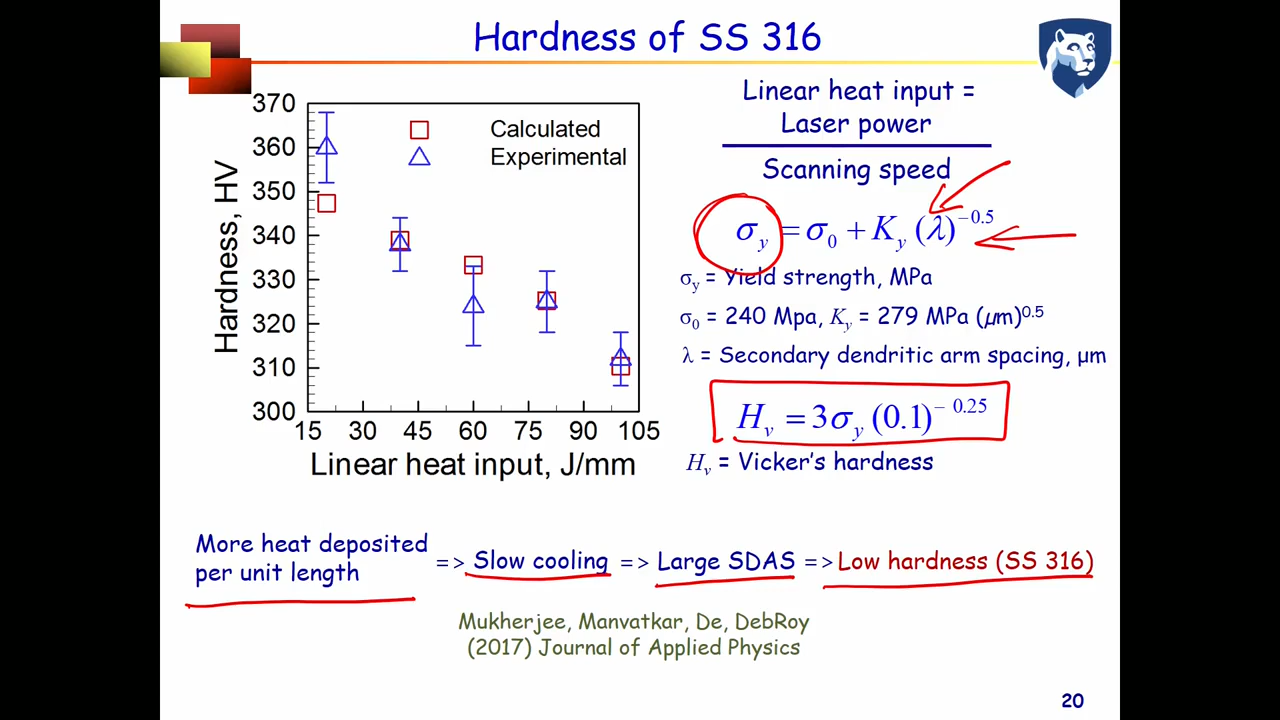 Hardness of SS 316
370
360
350
340
330
320
310
300
15 30 45 60 75 90 105
Hardness, HV
Linear heat input, J/mm
Calculated
Experimental
Linear heat input =
Laser power
Scanning speed
σy = σ0 + Ky (λ)^−0.5
σy = Yield strength, MPa
σ0 = 240 Mpa, Ky = 279 MPa (µm)^0.5
λ = Secondary dendritic arm spacing, µm
Hv = 3σy (0.1)^−0.25
Hv = Vicker's hardness
More heat deposited
per unit length => Slow cooling => Large SDAS => Low hardness (SS 316)
Mukherjee, Manvatkar, De, DebRoy
(2017) Journal of Applied Physics
20